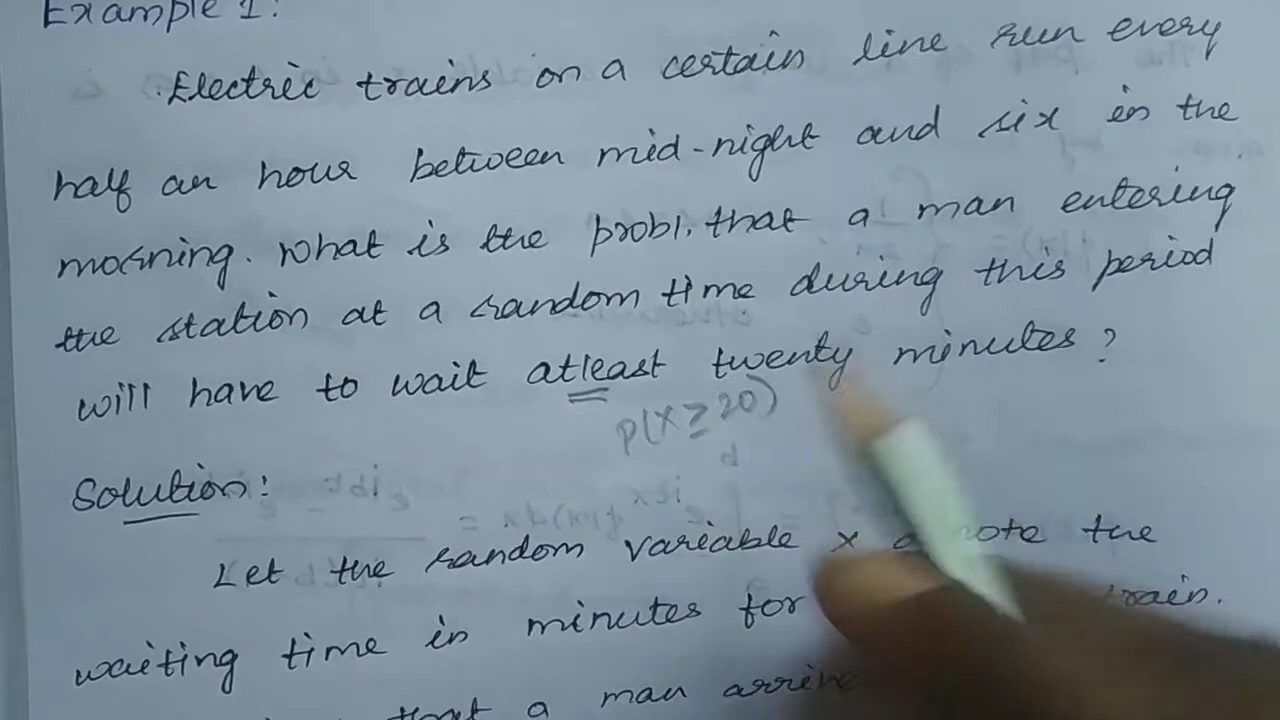 Example 1:
Electric trains on a certain line run every
half an hour between mid-night and six in the
morning. What is the probl. that a man entering
the station at a random time during this period
will have to wait atleast twenty minutes?
P(X ≥ 20)
Solution:
Let the random variable x the
waiting time in minutes for train.
that a man